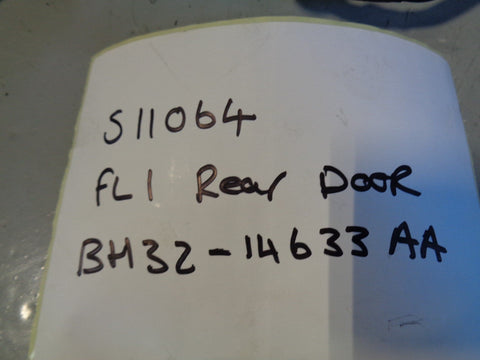 S11064
FL1 Rear DOOR
BH32-14633 AA